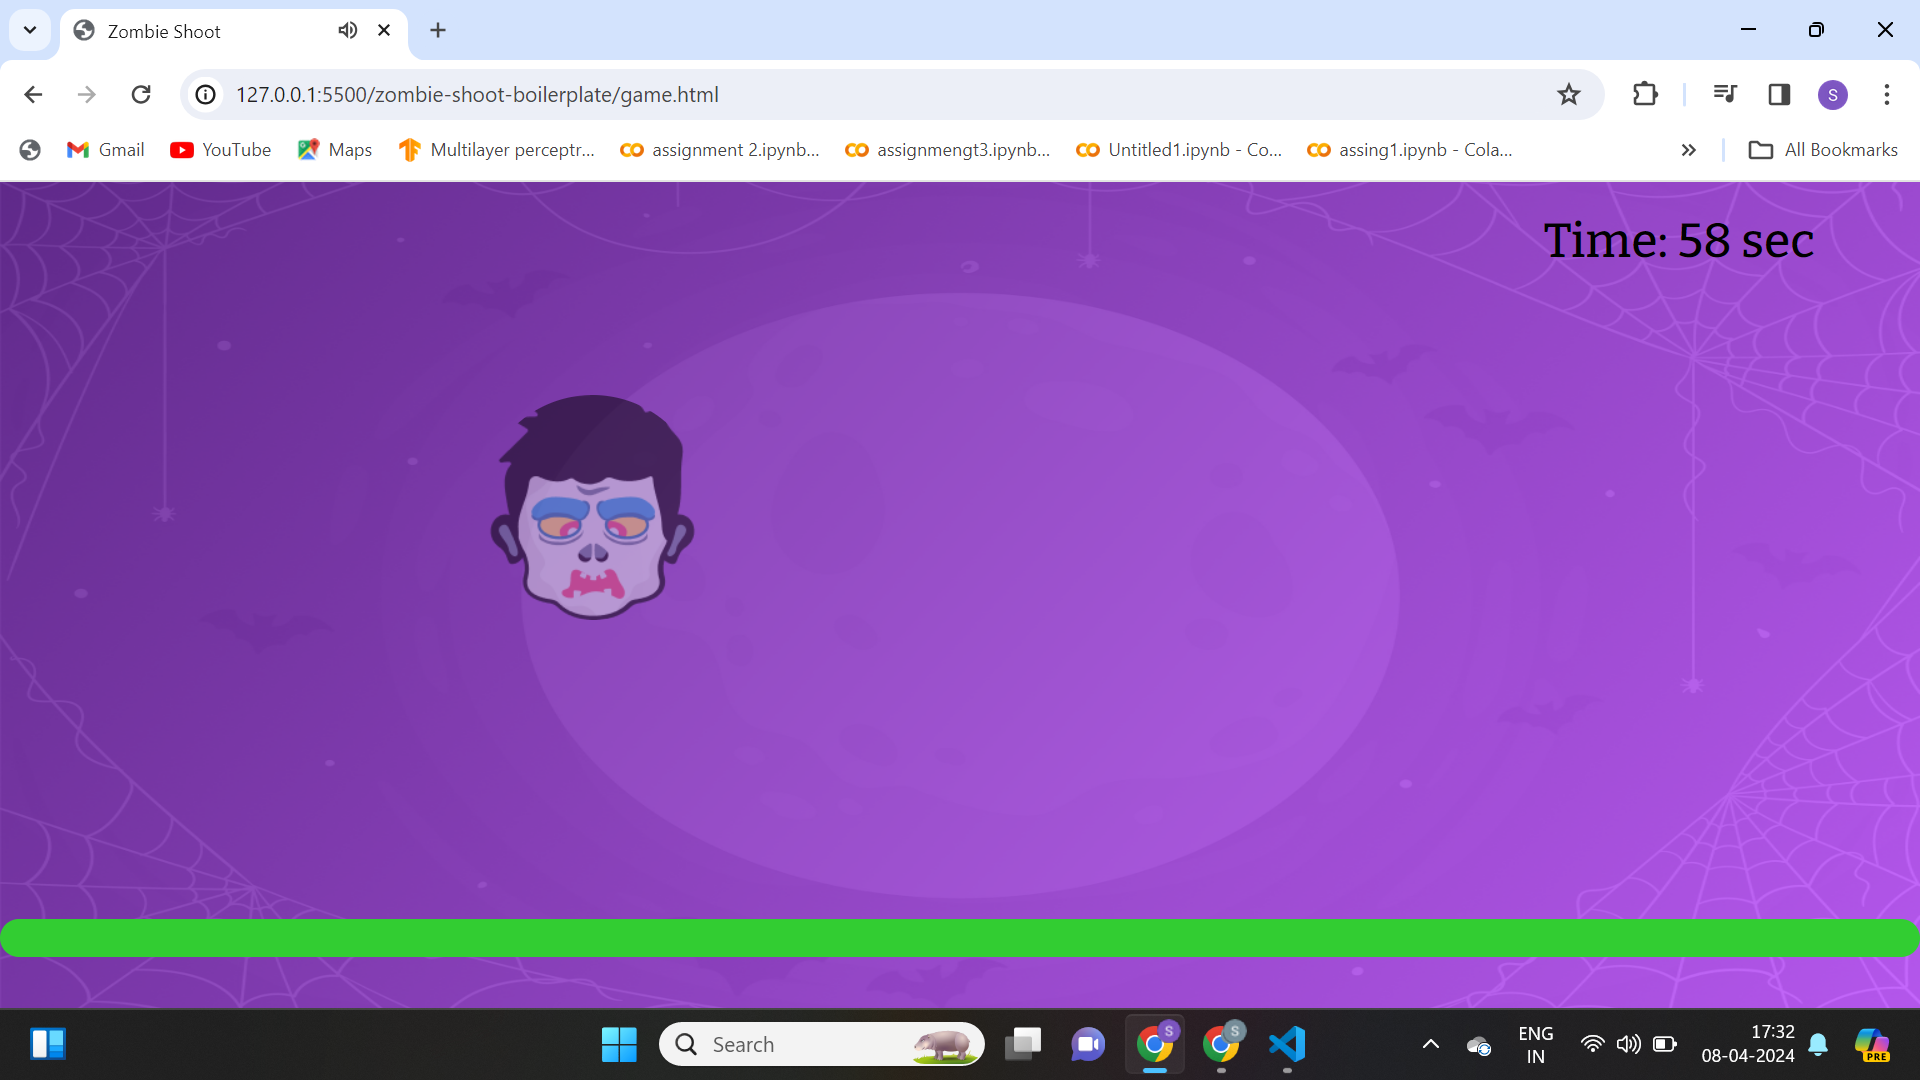 Zombie Shoot
127.0.0.1:5500/zombie-shoot-boilerplate/game.html
S
Gmail
YouTube
Maps
Multilayer perceptr...
assignment 2.ipynb...
assignmengt3.ipynb...
Untitled1.ipynb - Co...
assing1.ipynb - Cola...
All Bookmarks
Time: 58 sec
Search
S
S
ENG
IN
17:32
08-04-2024
PRE